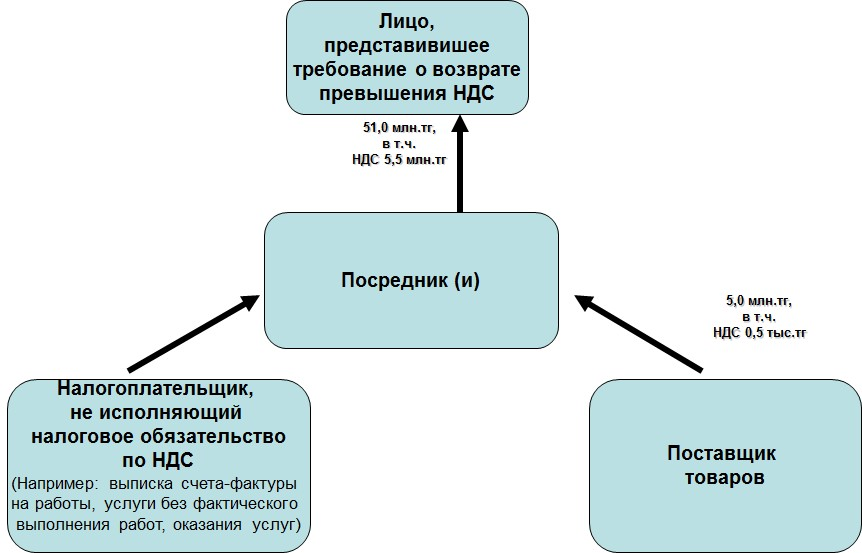 Лицо,
представивишее
требование о возврате
превышения НДС
51,0 млн.тг,
в т.ч.
НДС 5,5 млн.тг
Посредник (и)
5,0 млн.тг,
в т.ч.
НДС 0,5 тыс.тг
Налогоплательщик,
не исполняющий
налоговое обязательство
по НДС
(Например: выписка счета-фактуры
на работы, услуги без фактического
выполнения работ, оказания услуг)
Поставщик
товаров